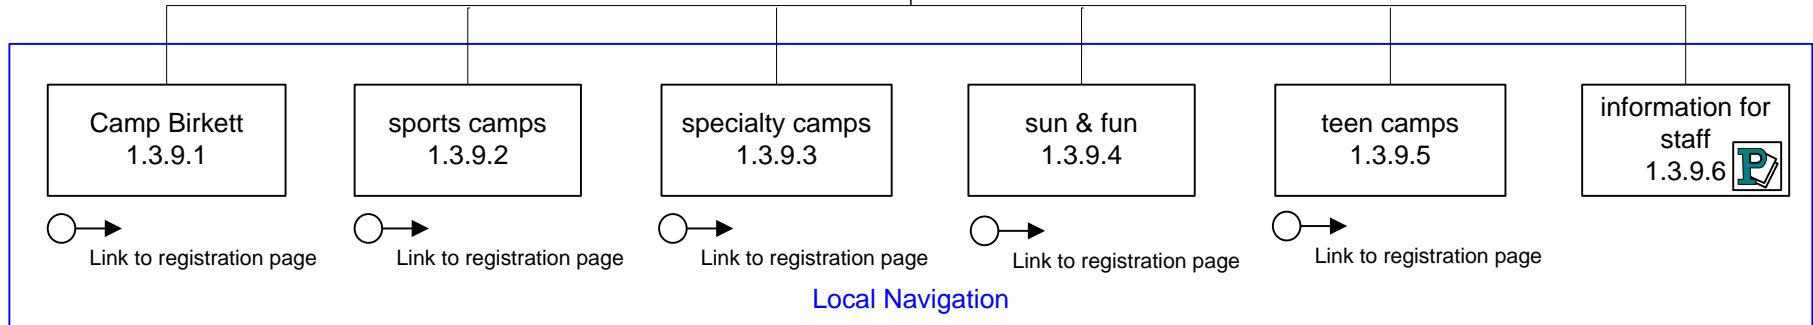 Camp Birkett
1.3.9.1
sports camps
1.3.9.2
specialty camps
1.3.9.3
sun & fun
1.3.9.4
teen camps
1.3.9.5
information for
staff
1.3.9.6
P
Link to registration page
Link to registration page
Link to registration page
Link to registration page
Link to registration page
Local Navigation